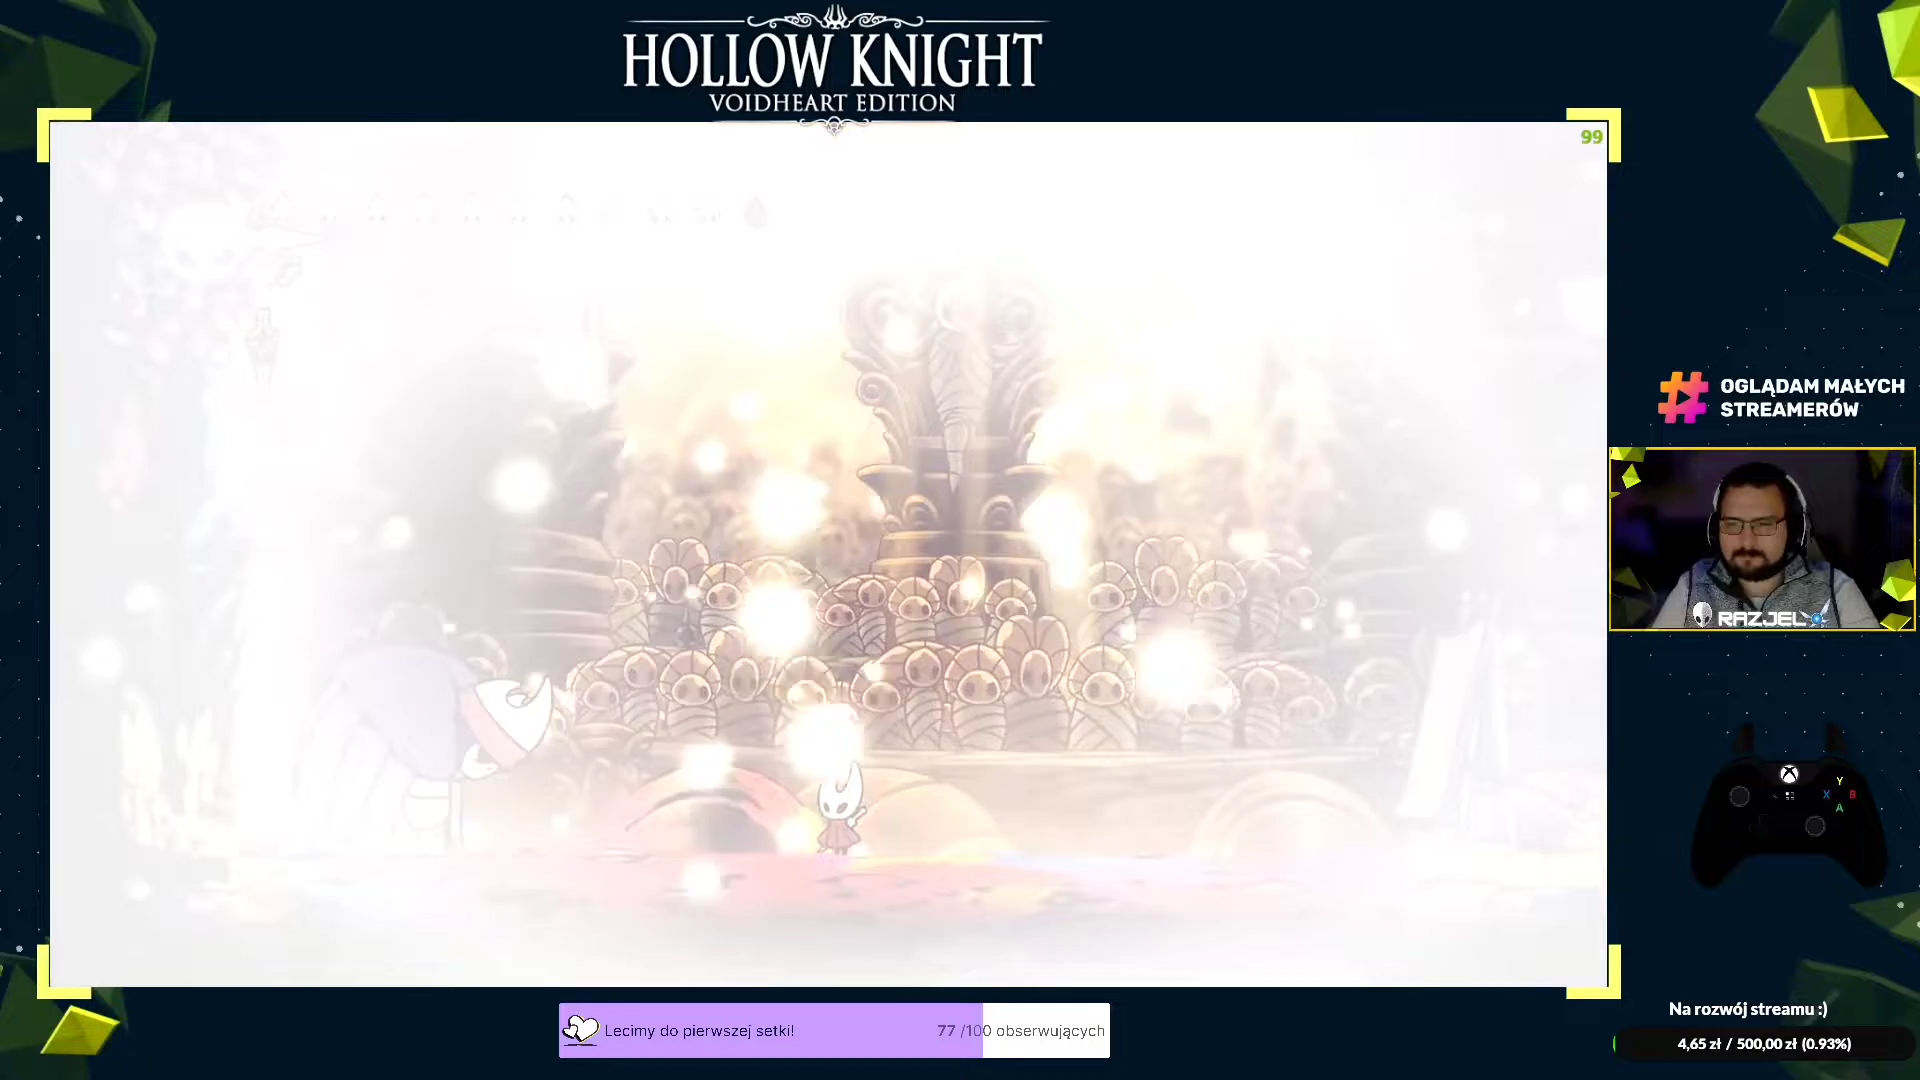 HOLLOW KNIGHT
VOIDHEART EDITION
99
OGLĄDAM MAŁYCH
STREAMERÓW
RAZJEL
Y
X B
A
Lecimy do pierwszej setki! 77 /100 obserwujących
Na rozwój streamu :)
4,65 zł / 500,00 zł (0.93%)